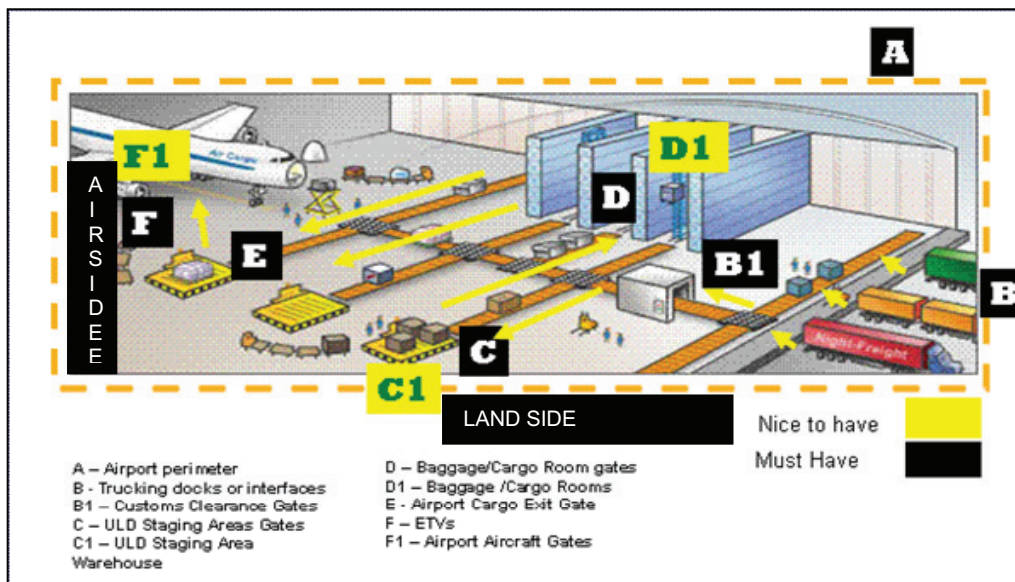 A
F1
Air Cargo
D1
A
I
R
S
I
D
E
E
D
F
E
B1
B
Night-Freight
C
C1
LAND SIDE
Nice to have
Must Have
A – Airport perimeter
B - Trucking docks or interfaces
B1 – Customs Clearance Gates
C – ULD Staging Areas Gates
C1 – ULD Staging Area
Warehouse
D – Baggage/Cargo Room gates
D1 – Baggage /Cargo Rooms
E - Airport Cargo Exit Gate
F – ETVs
F1 – Airport Aircraft Gates